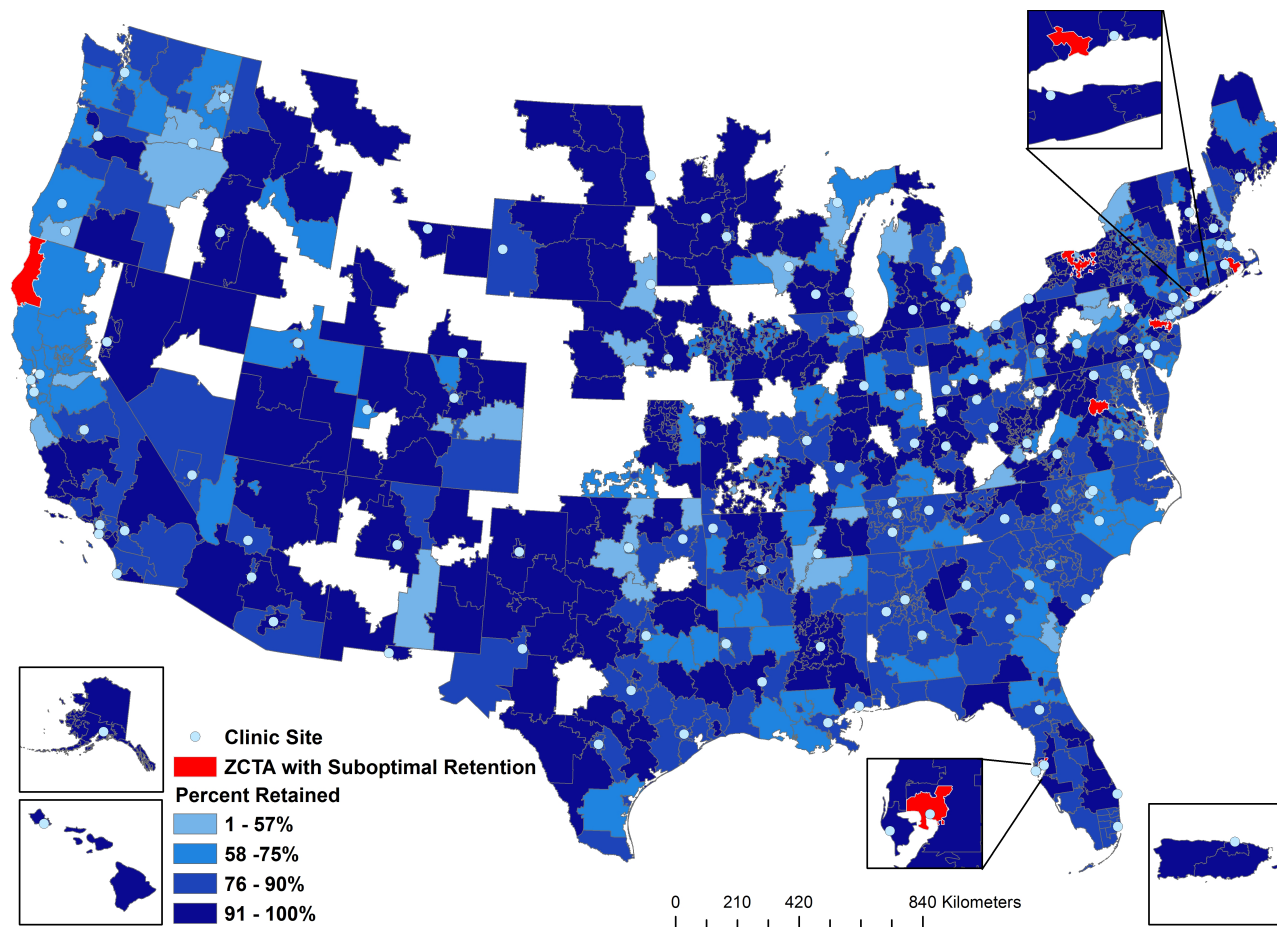 Clinic Site
ZCTA with Suboptimal Retention
Percent Retained
1 - 57%
58 -75%
76 - 90%
91 - 100%
0 210 420 840 Kilometers